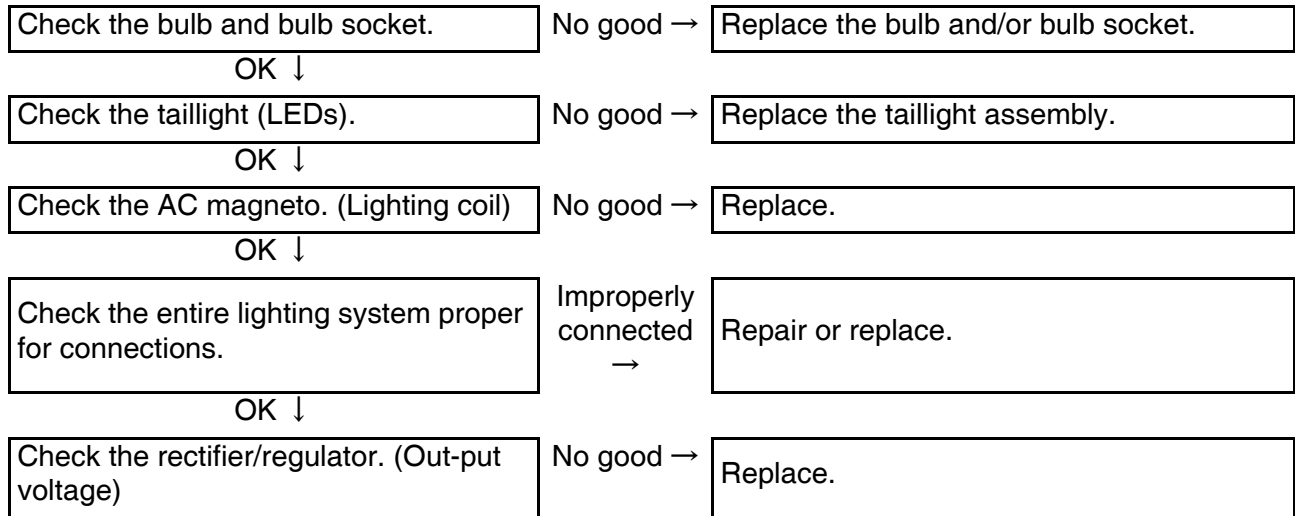 Check the bulb and bulb socket. No good → Replace the bulb and/or bulb socket.
OK ↓
Check the taillight (LEDs). No good → Replace the taillight assembly.
OK ↓
Check the AC magneto. (Lighting coil) No good → Replace.
OK ↓
Check the entire lighting system proper
for connections.
Improperly
connected
→
Repair or replace.
OK ↓
Check the rectifier/regulator. (Out-put
voltage)
No good →
Replace.